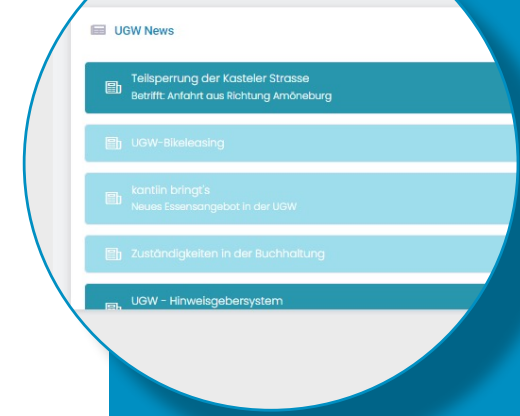 UGW News
Teilsperrung der Kasteler Strasse
Betrifft: Anfahrt aus Richtung Amöneburg
UGW-Bikeleasing
kantiin bringt's
Neues Essensangebot in der UGW
Zuständigkeiten in der Buchhaltung
UGW - Hinweisgebersystem